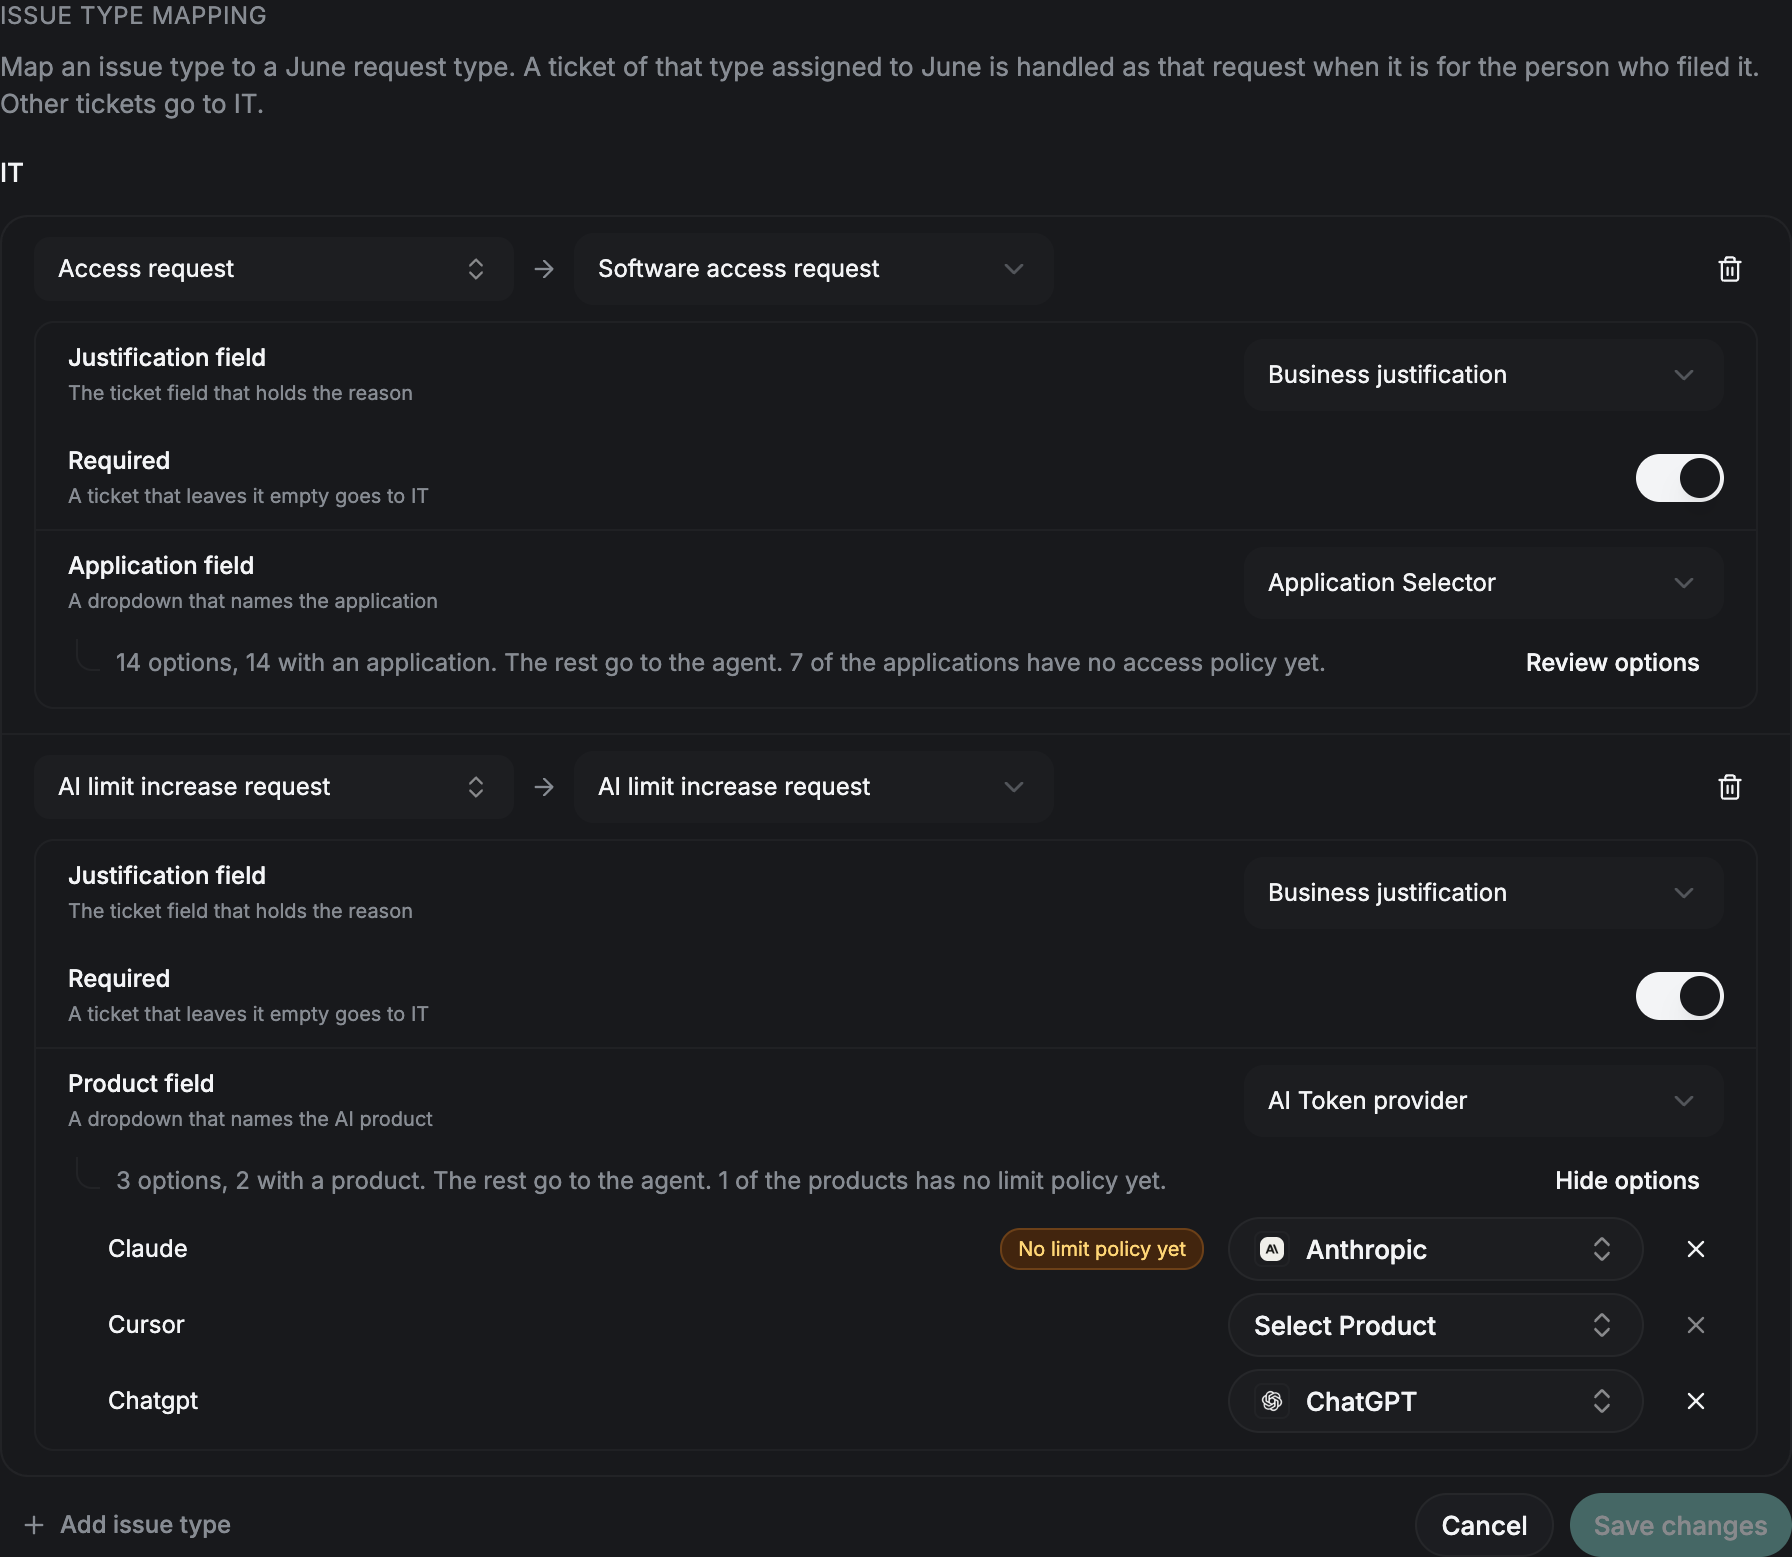 ISSUE TYPE MAPPING
Map an issue type to a June request type. A ticket of that type assigned to June is handled as that request when it is for the person who filed it.
Other tickets go to IT.
IT
Access request
Software access request
Justification field
The ticket field that holds the reason
Business justification
Required
A ticket that leaves it empty goes to IT
Application field
A dropdown that names the application
Application Selector
14 options, 14 with an application. The rest go to the agent. 7 of the applications have no access policy yet.
Review options
AI limit increase request
AI limit increase request
Justification field
The ticket field that holds the reason
Business justification
Required
A ticket that leaves it empty goes to IT
Product field
A dropdown that names the AI product
AI Token provider
3 options, 2 with a product. The rest go to the agent. 1 of the products has no limit policy yet.
Hide options
Claude
No limit policy yet
Anthropic
Cursor
Select Product
Chatgpt
ChatGPT
Add issue type
Cancel
Save changes